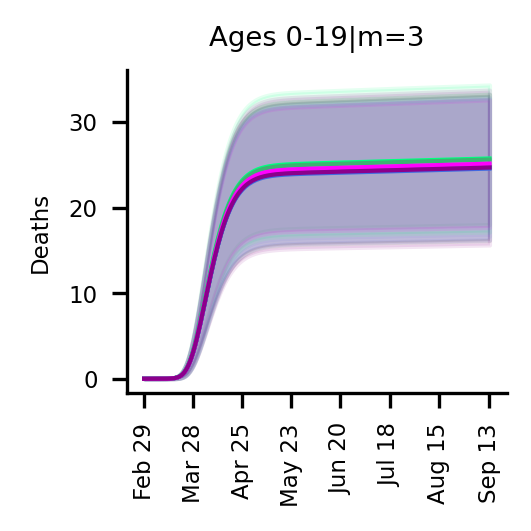 Ages 0-19|m=3
Deaths
30
20
10
0
Feb 29
Mar 28
Apr 25
May 23
Jun 20
Jul 18
Aug 15
Sep 13